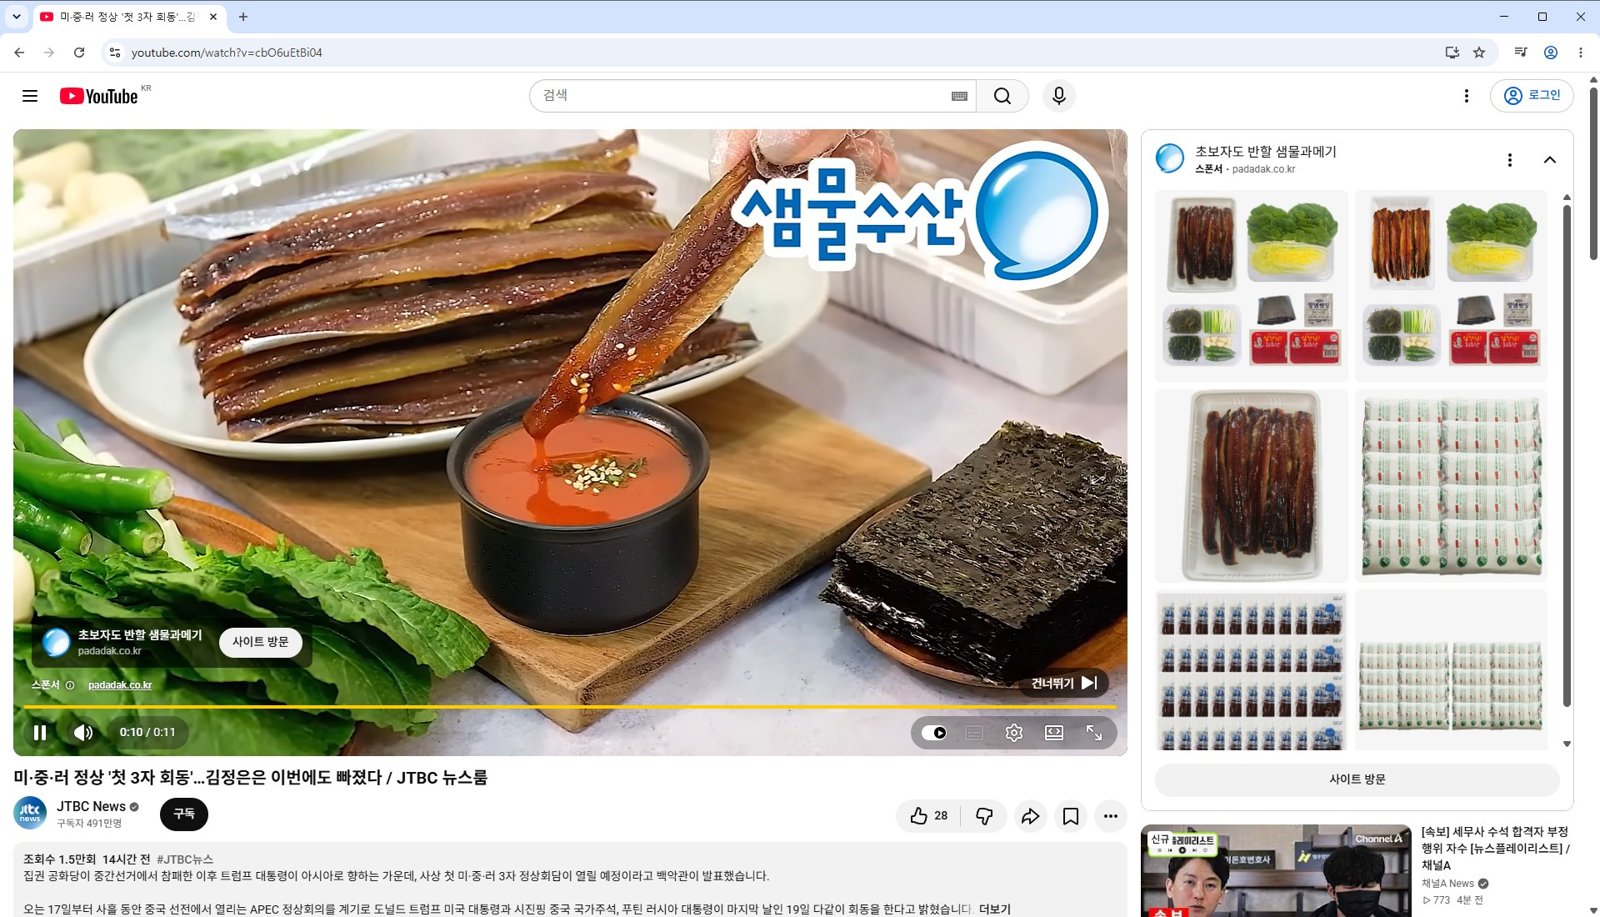 미·중·러 정상 '첫 3자 회동'...김
youtube.com/watch?v=cbO6uEtBi04
YouTube KR
검색
로그인
샘물수산
초보자도 반할 샘물과메기
padadak.co.kr
사이트 방문
스폰서
padadak.co.kr
건너뛰기
0:10 / 0:11
초보자도 반할 샘물과메기
스폰서 · padadak.co.kr
사이트 방문
미·중·러 정상 '첫 3자 회동'...김정은은 이번에도 빠졌다 / JTBC 뉴스룸
jtbc
news
JTBC News
구독자 491만명
구독
28
조회수 1.5만회 14시간 전 #JTBC뉴스
집권 공화당이 중간선거에서 참패한 이후 트럼프 대통령이 아시아로 향하는 가운데, 사상 첫 미·중·러 3자 정상회담이 열릴 예정이라고 백악관이 발표했습니다.
오는 17일부터 사흘 동안 중국 선전에서 열리는 APEC 정상회의를 계기로 도널드 트럼프 미국 대통령과 시진핑 중국 국가주석, 푸틴 러시아 대통령이 마지막 날인 19일 다같이 회동을 한다고 밝혔습니다. 더보기
신규
플레이리스트
Channel A
속보
[속보] 세무사 수석 합격자 부정
행위 자수 [뉴스플레이리스트] /
채널A
채널A News
773 4분 전